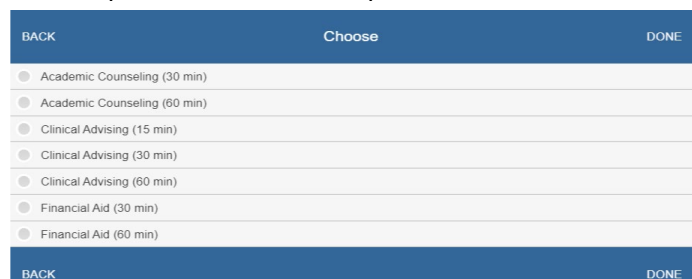 BACK Choose DONE
Academic Counseling (30 min)
Academic Counseling (60 min)
Clinical Advising (15 min)
Clinical Advising (30 min)
Clinical Advising (60 min)
Financial Aid (30 min)
Financial Aid (60 min)
BACK DONE